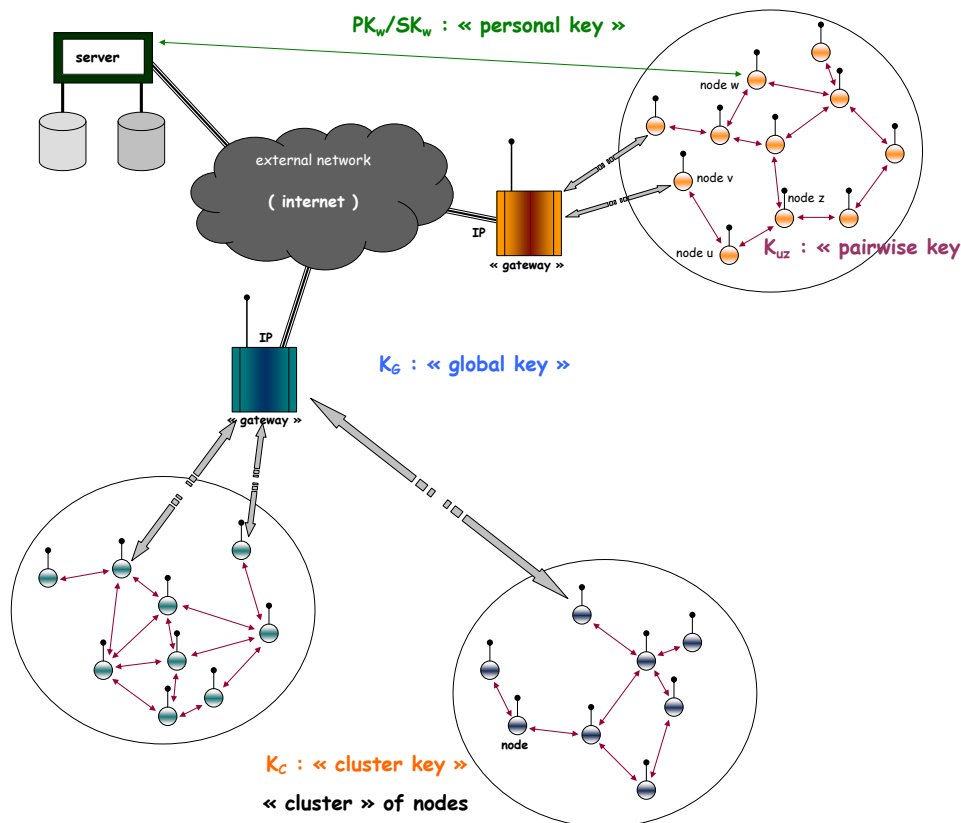 PKw/SKw : « personal key »
server
node w
external network
( internet )
node v
node z
IP
node u
Kuz : « pairwise key
« gateway »
IP
KG : « global key »
« gateway »
node
KC : « cluster key »
« cluster » of nodes